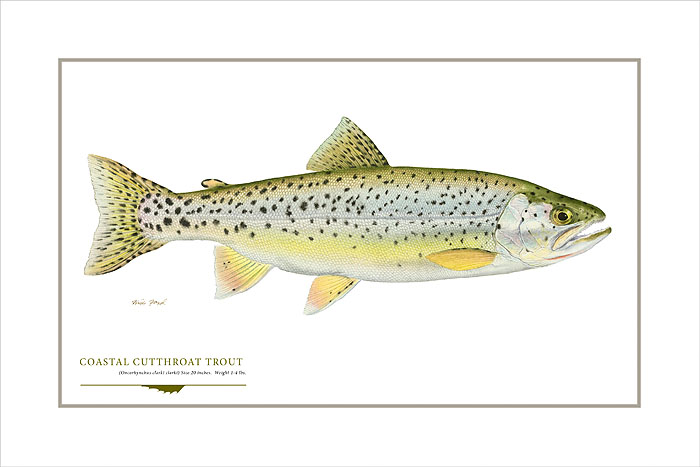 COASTAL CUTTHROAT TROUT
(Oncorhynchus clarki clarki) Size 20 inches. Weight 1-4 lbs.